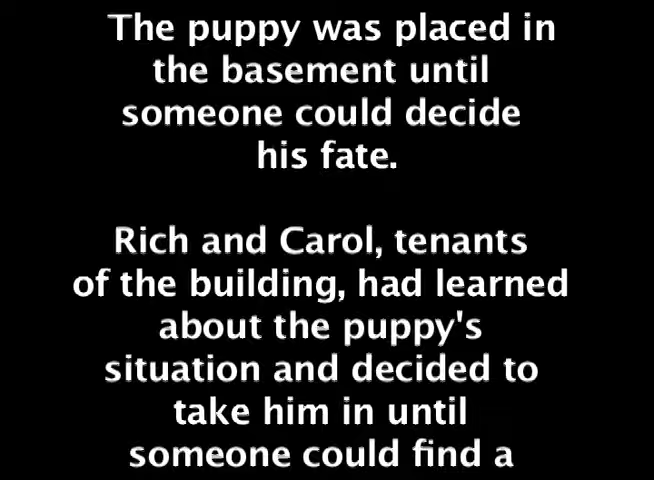 The puppy was placed in
the basement until
someone could decide
his fate.
Rich and Carol, tenants
of the building, had learned
about the puppy's
situation and decided to
take him in until
someone could find a